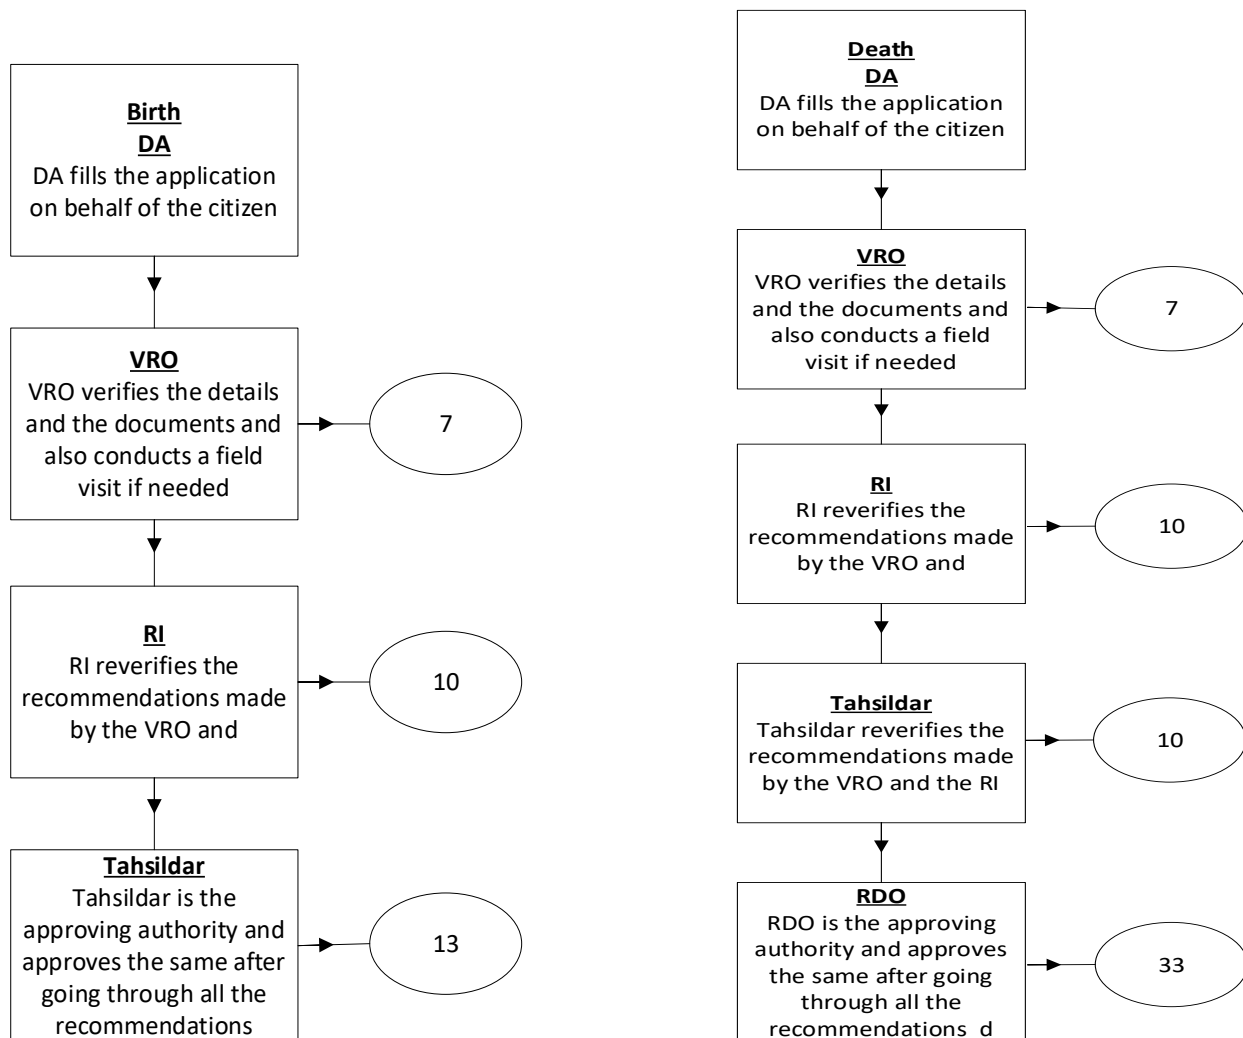 Birth
DA
DA fills the application
on behalf of the citizen
VRO
VRO verifies the details
and the documents and
also conducts a field
visit if needed
7
RI
RI reverifies the
recommendations made
by the VRO and
10
Tahsildar
Tahsildar is the
approving authority and
approves the same after
going through all the
recommendations
13
Death
DA
DA fills the application
on behalf of the citizen
VRO
VRO verifies the details
and the documents and
also conducts a field
visit if needed
7
RI
RI reverifies the
recommendations made
by the VRO and
10
Tahsildar
Tahsildar reverifies the
recommendations made
by the VRO and the RI
10
RDO
RDO is the approving
authority and approves
the same after going
through all the
recommendations d
33